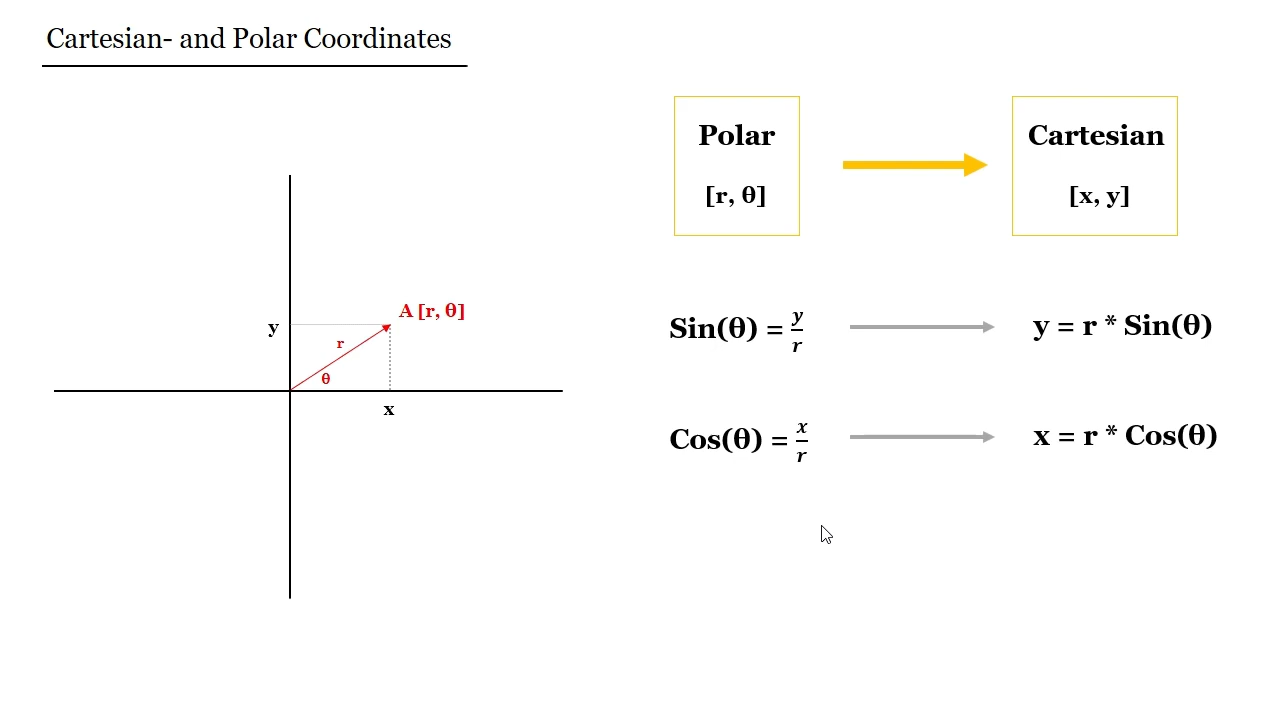 Cartesian- and Polar Coordinates
Polar
[r, θ]
Cartesian
[x, y]
A [r, θ]
y
r
θ
x
Sin(θ) = y/r
y = r * Sin(θ)
Cos(θ) = x/r
x = r * Cos(θ)